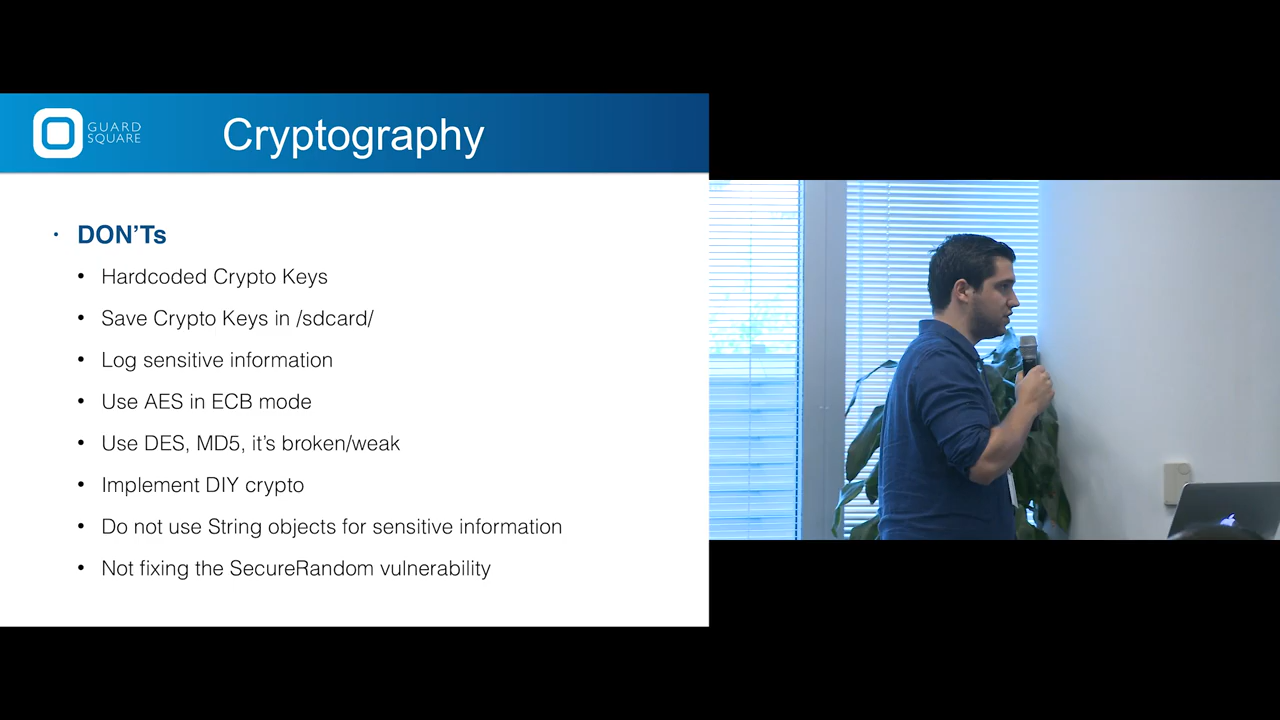 GUARD
SQUARE
Cryptography
· DON'Ts
• Hardcoded Crypto Keys
• Save Crypto Keys in /sdcard/
• Log sensitive information
• Use AES in ECB mode
• Use DES, MD5, it's broken/weak
• Implement DIY crypto
• Do not use String objects for sensitive information
• Not fixing the SecureRandom vulnerability